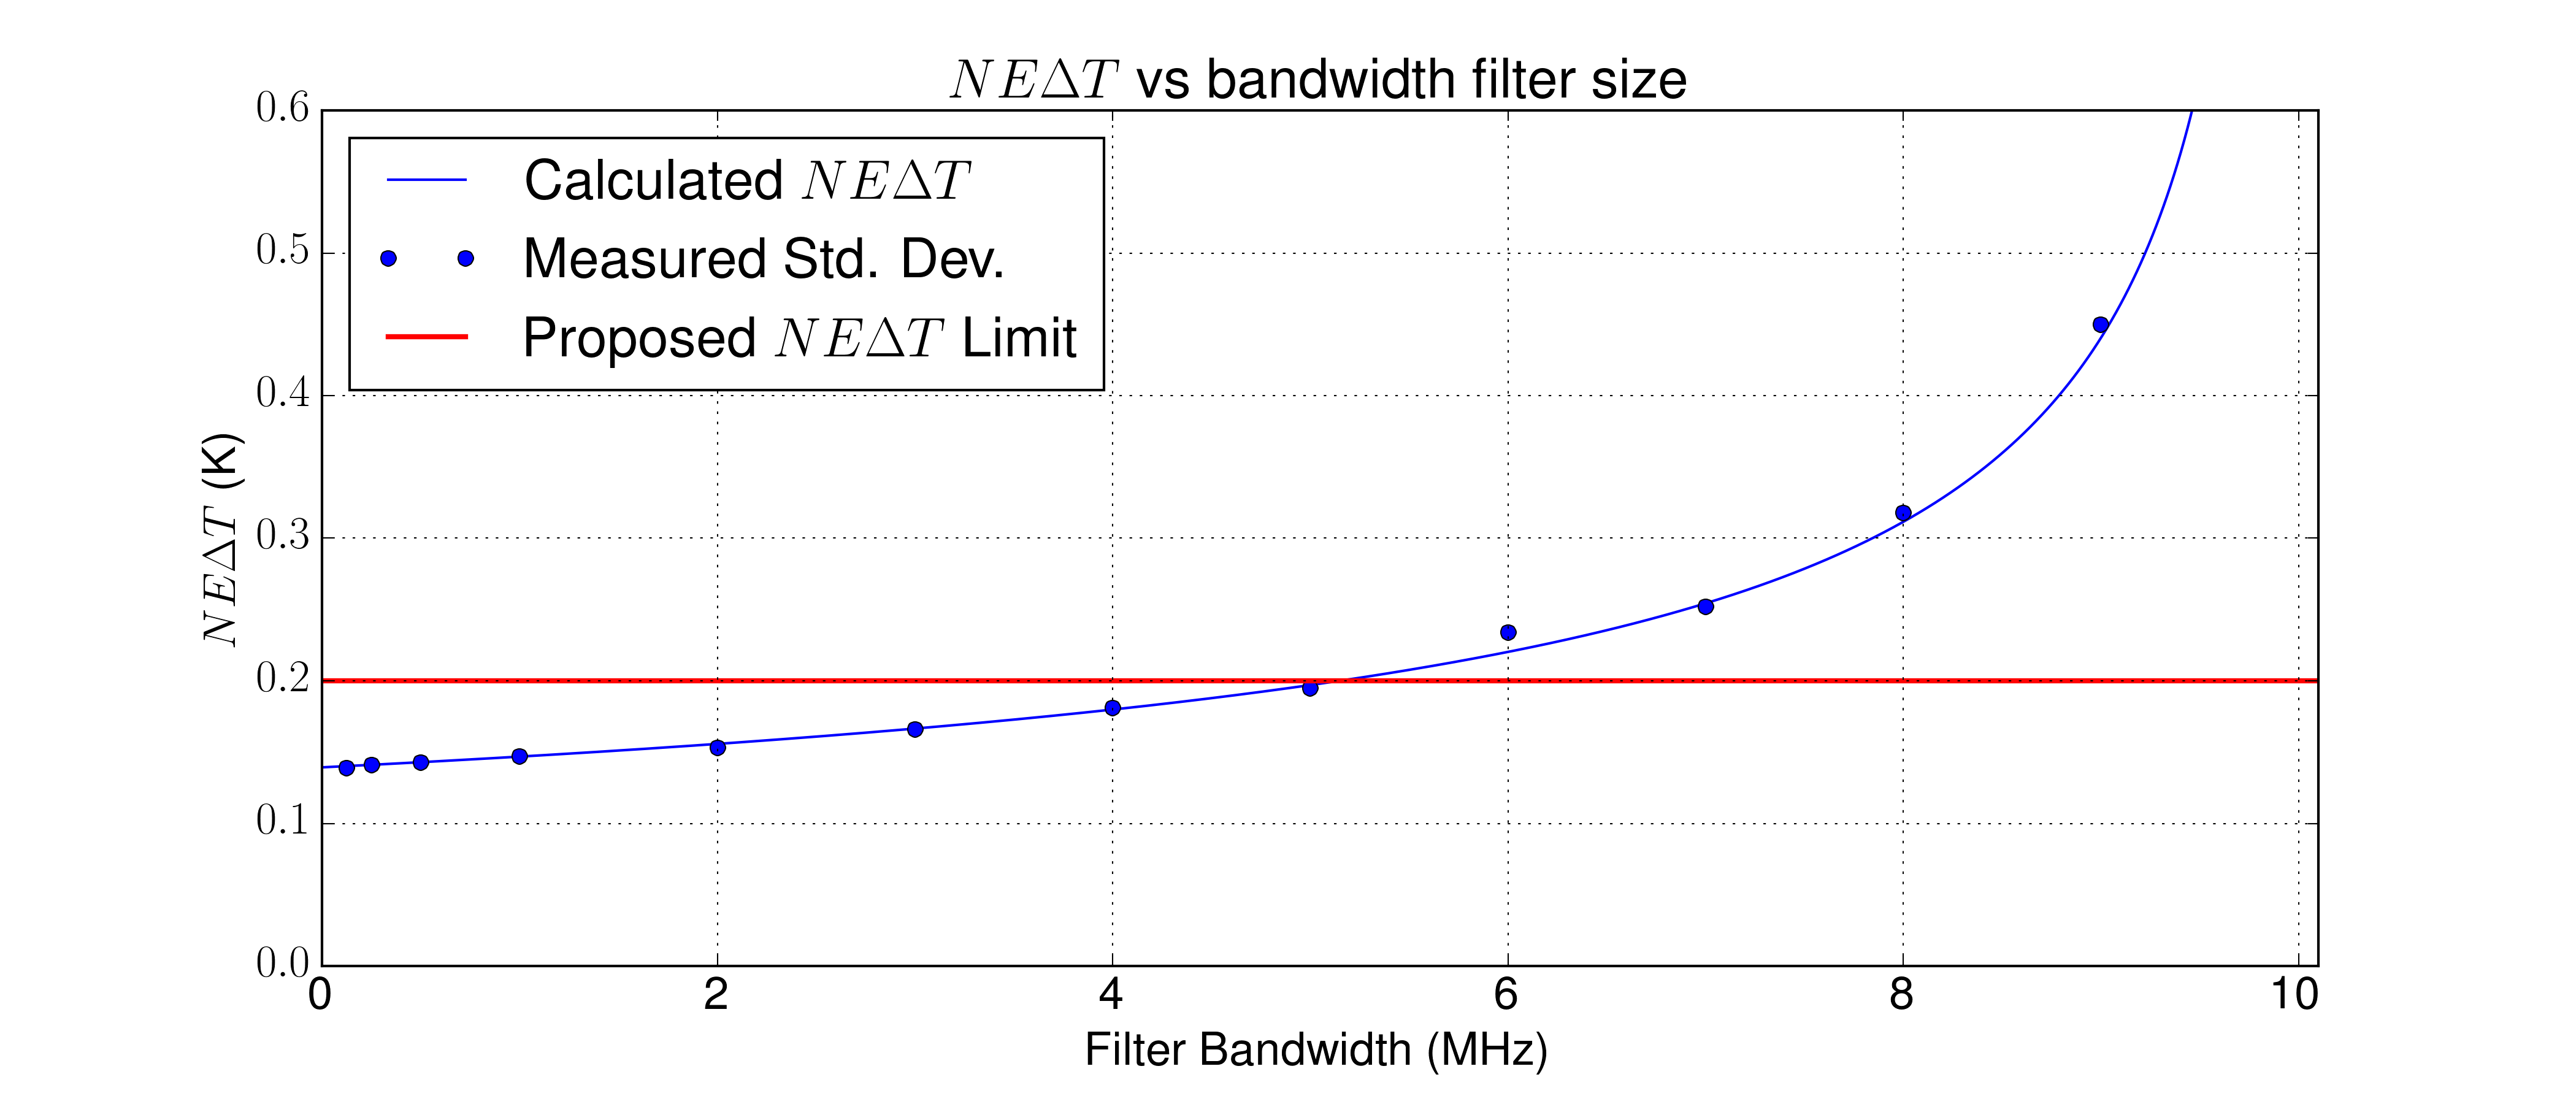 NEΔT vs bandwidth filter size
0.6
0.5
0.4
0.3
0.2
0.1
0.0
NEΔT (K)
Calculated NEΔT
Measured Std. Dev.
Proposed NEΔT Limit
0 2 4 6 8 10
Filter Bandwidth (MHz)